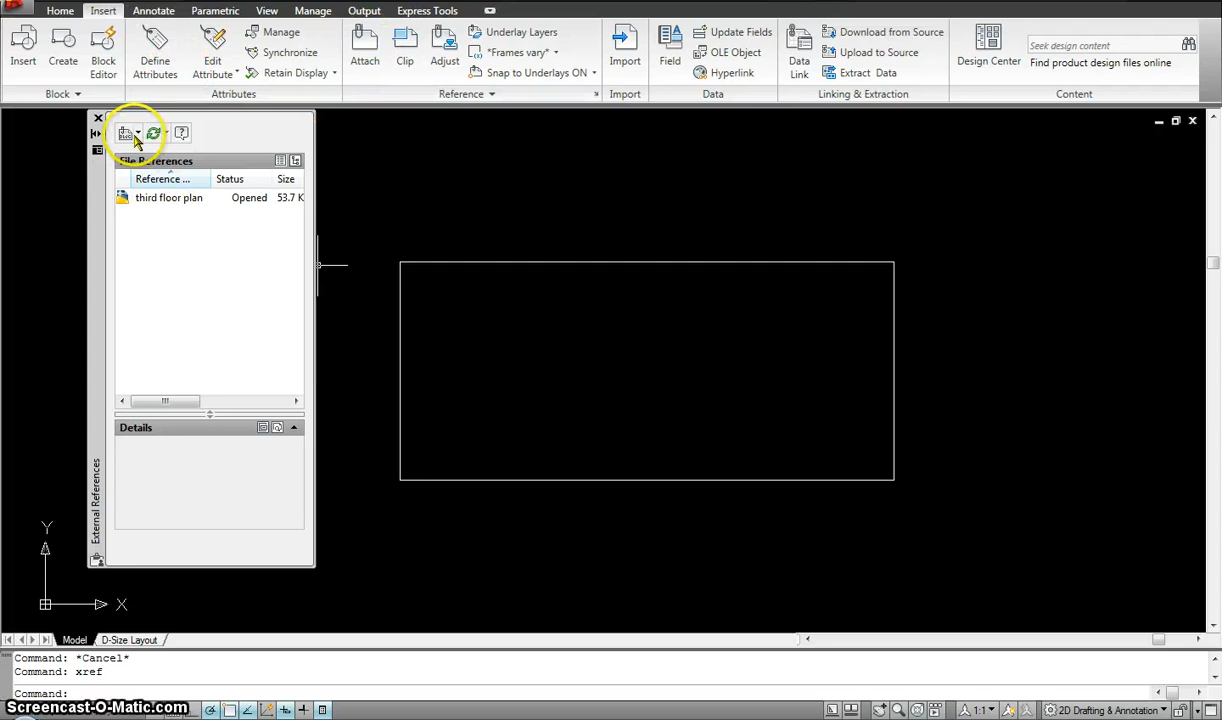 Home Insert Annotate Parametric View Manage Output Express Tools
Insert Create Block Editor
Block
Define Attributes Edit Attribute
Manage
Synchronize
Retain Display
Attributes
Attach Clip Adjust
Underlay Layers
*Frames vary*
Snap to Underlays ON
Reference
Import
Import
Field
Update Fields
OLE Object
Hyperlink
Data
Data Link
Download from Source
Upload to Source
Extract Data
Linking & Extraction
Design Center
Seek design content
Find product design files online
Content
File References
Reference ... Status Size
third floor plan Opened 53.7 K
Details
External References
Y
X
Model D-Size Layout
Command: *Cancel*
Command: xref
Command:
Screencast-O-Matic.com
1:1
2D Drafting & Annotation